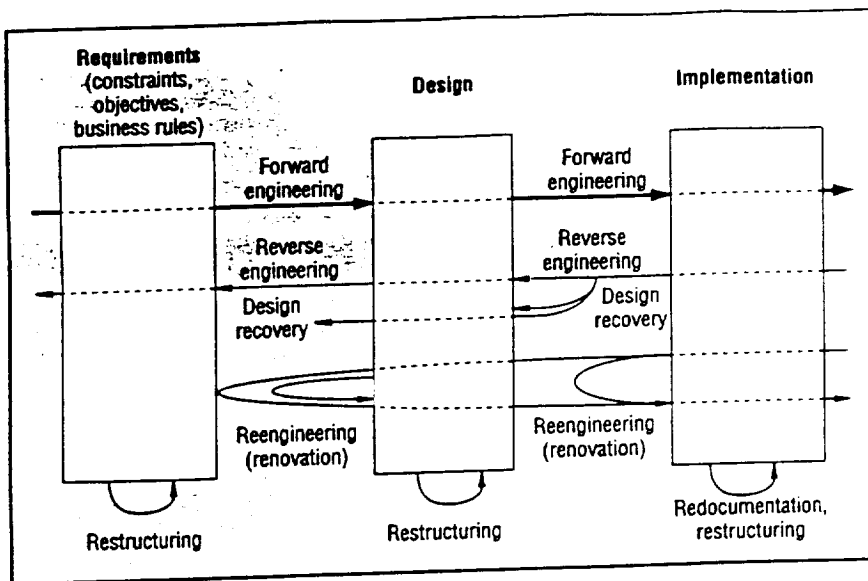 Requirements
(constraints,
objectives,
business rules)
Design
Implementation
Forward
engineering
Forward
engineering
Reverse
engineering
Reverse
engineering
Design
recovery
Design
recovery
Reengineering
(renovation)
Reengineering
(renovation)
Restructuring
Restructuring
Redocumentation,
restructuring